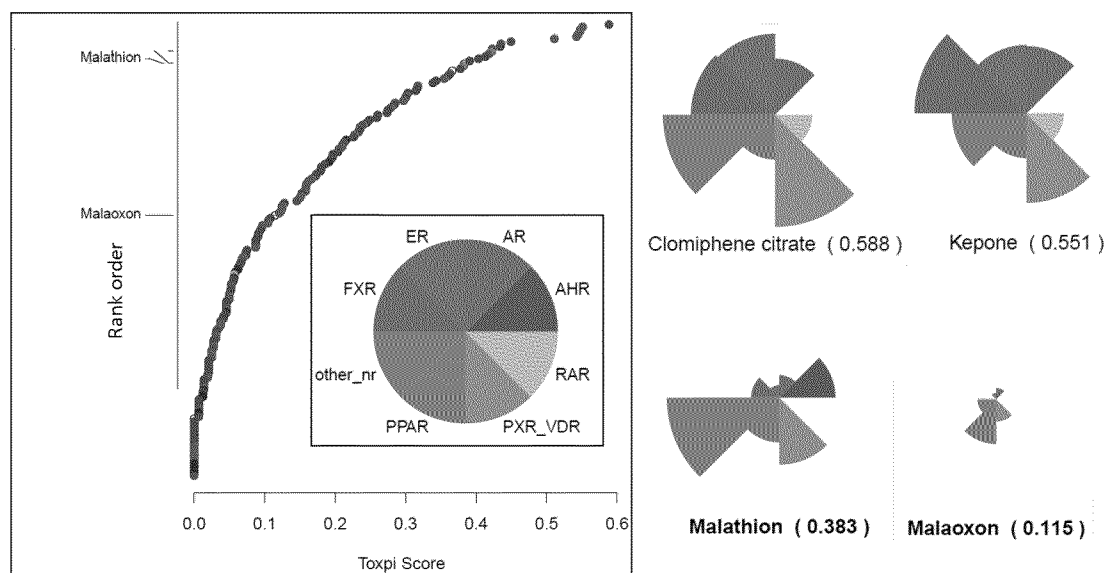 Malathion
Malaoxon
Rank order
ER
AR
FXR
AHR
other_nr
RAR
PPAR
PXR_VDR
0.0 0.1 0.2 0.3 0.4 0.5 0.6
Toxpi Score
Clomiphene citrate ( 0.588 )
Kepone ( 0.551 )
Malathion ( 0.383 )
Malaoxon ( 0.115 )